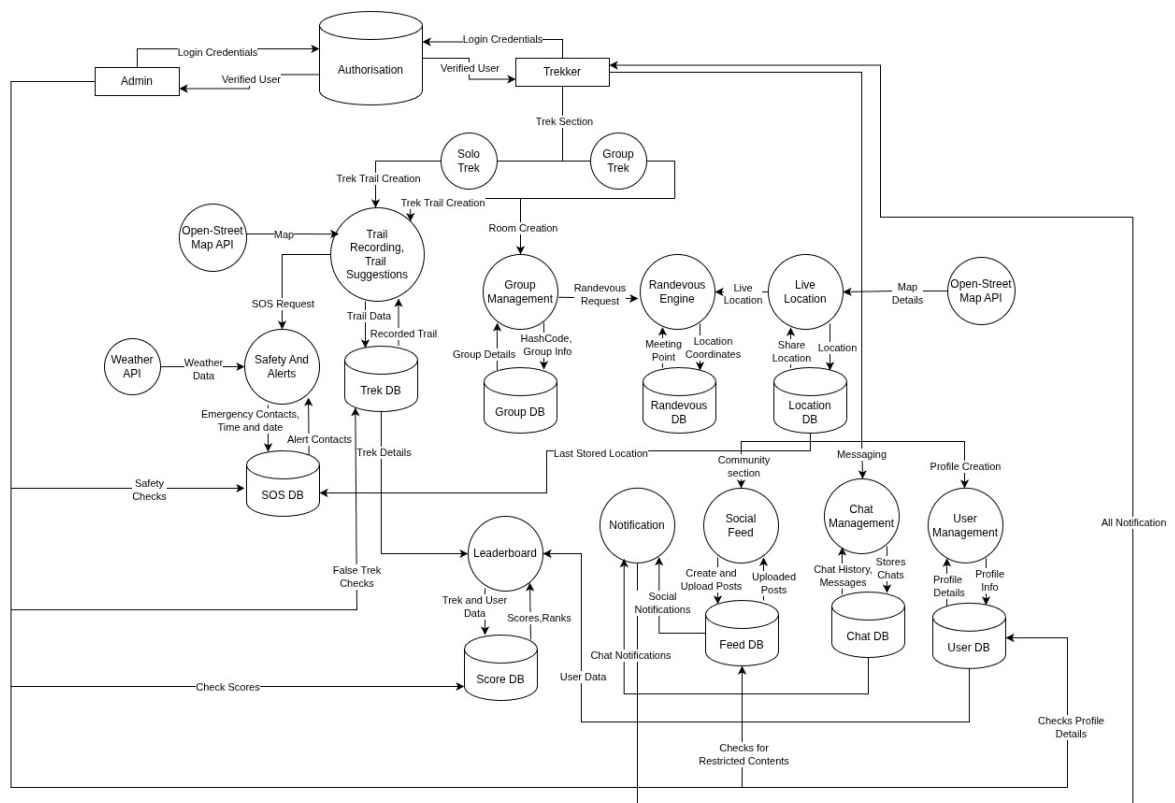 Login Credentials
Login Credentials
Authorisation
Admin
Verified User
Verified User
Trekker
Trek Section
Solo
Trek
Group
Trek
Trek Trail Creation
Trek Trail Creation
Open-Street
Map API
Map
Trail
Recording,
Trail
Suggestions
Room Creation
Group
Management
Randevous
Request
Randevous
Engine
Live
Location
Live
Location
Map
Details
Open-Street
Map API
SOS Request
Trail Data
Recorded Trail
Group Details
HashCode,
Group Info
Meeting
Point
Location
Coordinates
Share
Location
Location
Weather
API
Weather
Data
Safety And
Alerts
Trek DB
Group DB
Randevous
DB
Location
DB
Emergency Contacts,
Time and date
Alert Contacts
Trek Details
Last Stored Location
Community
section
Messaging
Profile Creation
Safety
Checks
SOS DB
Notification
Social
Feed
Chat
Management
User
Management
All Notification
Leaderboard
False Trek
Checks
Create and
Upload Posts
Uploaded
Posts
Chat History,
Messages
Stores
Chats
Profile
Details
Profile
Info
Trek and User
Data
Scores,Ranks
Social
Notifications
Feed DB
Chat DB
User DB
Chat Notifications
Score DB
User Data
Check Scores
Checks Profile
Details
Checks for
Restricted Contents